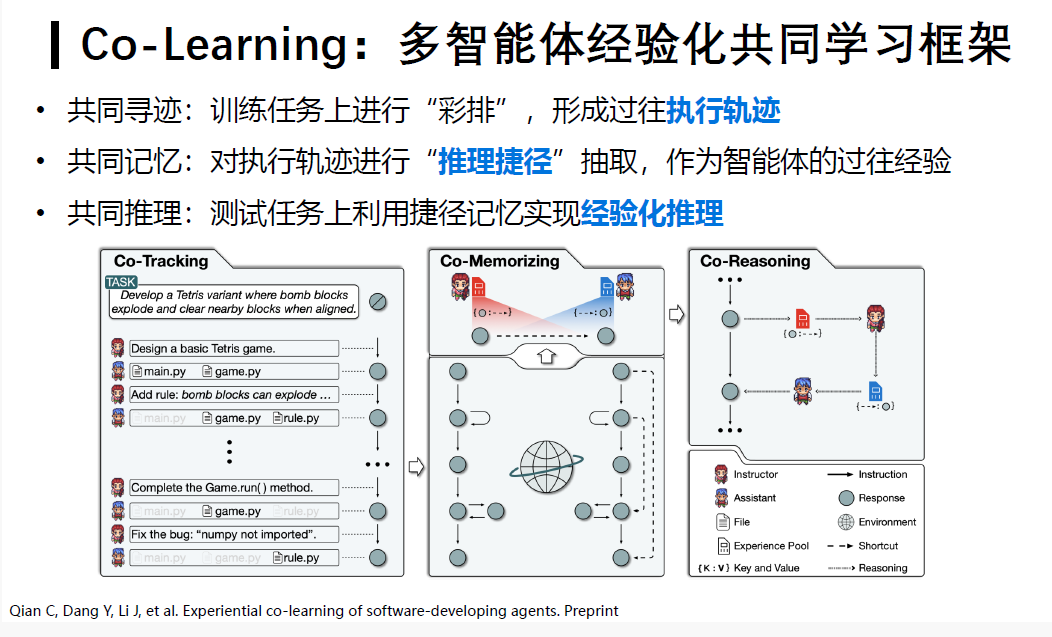 Co-Learning：多智能体经验化共同学习框架
• 共同寻迹：训练任务上进行“彩排”，形成过往执行轨迹
• 共同记忆：对执行轨迹进行“推理捷径”抽取，作为智能体的过往经验
• 共同推理：测试任务上利用捷径记忆实现经验化推理
Co-Tracking
TASK
Develop a Tetris variant where bomb blocks
explode and clear nearby blocks when aligned.
Design a basic Tetris game.
main.py game.py
Add rule: bomb blocks can explode ...
main.py game.py rule.py
Complete the Game.run( ) method.
main.py game.py rule.py
Fix the bug: “numpy not imported”.
main.py game.py rule.py
Co-Memorizing
Co-Reasoning
Instructor
Instruction
Assistant
Response
File
Environment
Experience Pool
Shortcut
{K:V} Key and Value
Reasoning
Qian C, Dang Y, Li J, et al. Experiential co-learning of software-developing agents. Preprint